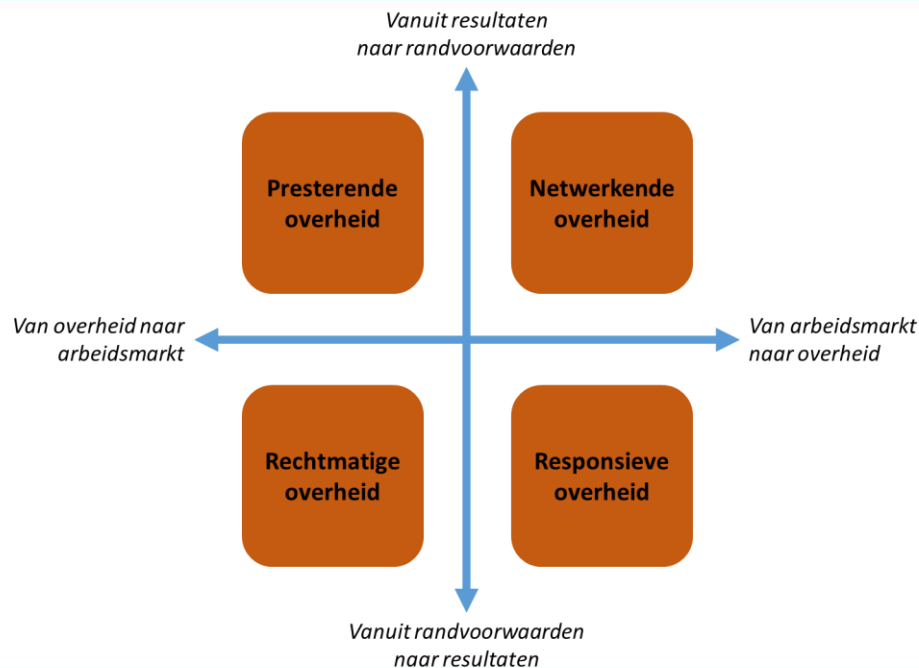 Vanuit resultaten
naar randvoorwaarden
Presterende
overheid
Netwerkende
overheid
Van overheid naar
arbeidsmarkt
Van arbeidsmarkt
naar overheid
Rechtmatige
overheid
Responsieve
overheid
Vanuit randvoorwaarden
naar resultaten